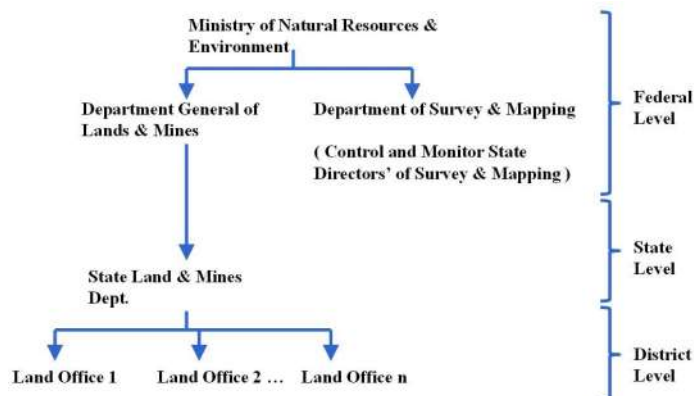 Ministry of Natural Resources &
Environment
Department General of
Lands & Mines
Department of Survey & Mapping
( Control and Monitor State
Directors' of Survey & Mapping )
Federal
Level
State Land & Mines
Dept.
State
Level
Land Office 1
Land Office 2 ...
Land Office n
District
Level